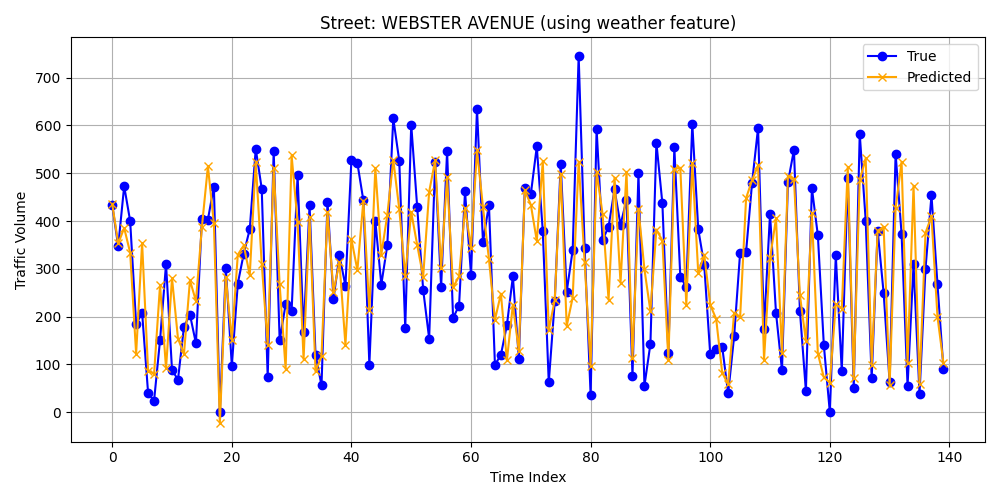 Street: WEBSTER AVENUE (using weather feature)
True
Predicted
Traffic Volume
700
600
500
400
300
200
100
0
0 20 40 60 80 100 120 140
Time Index